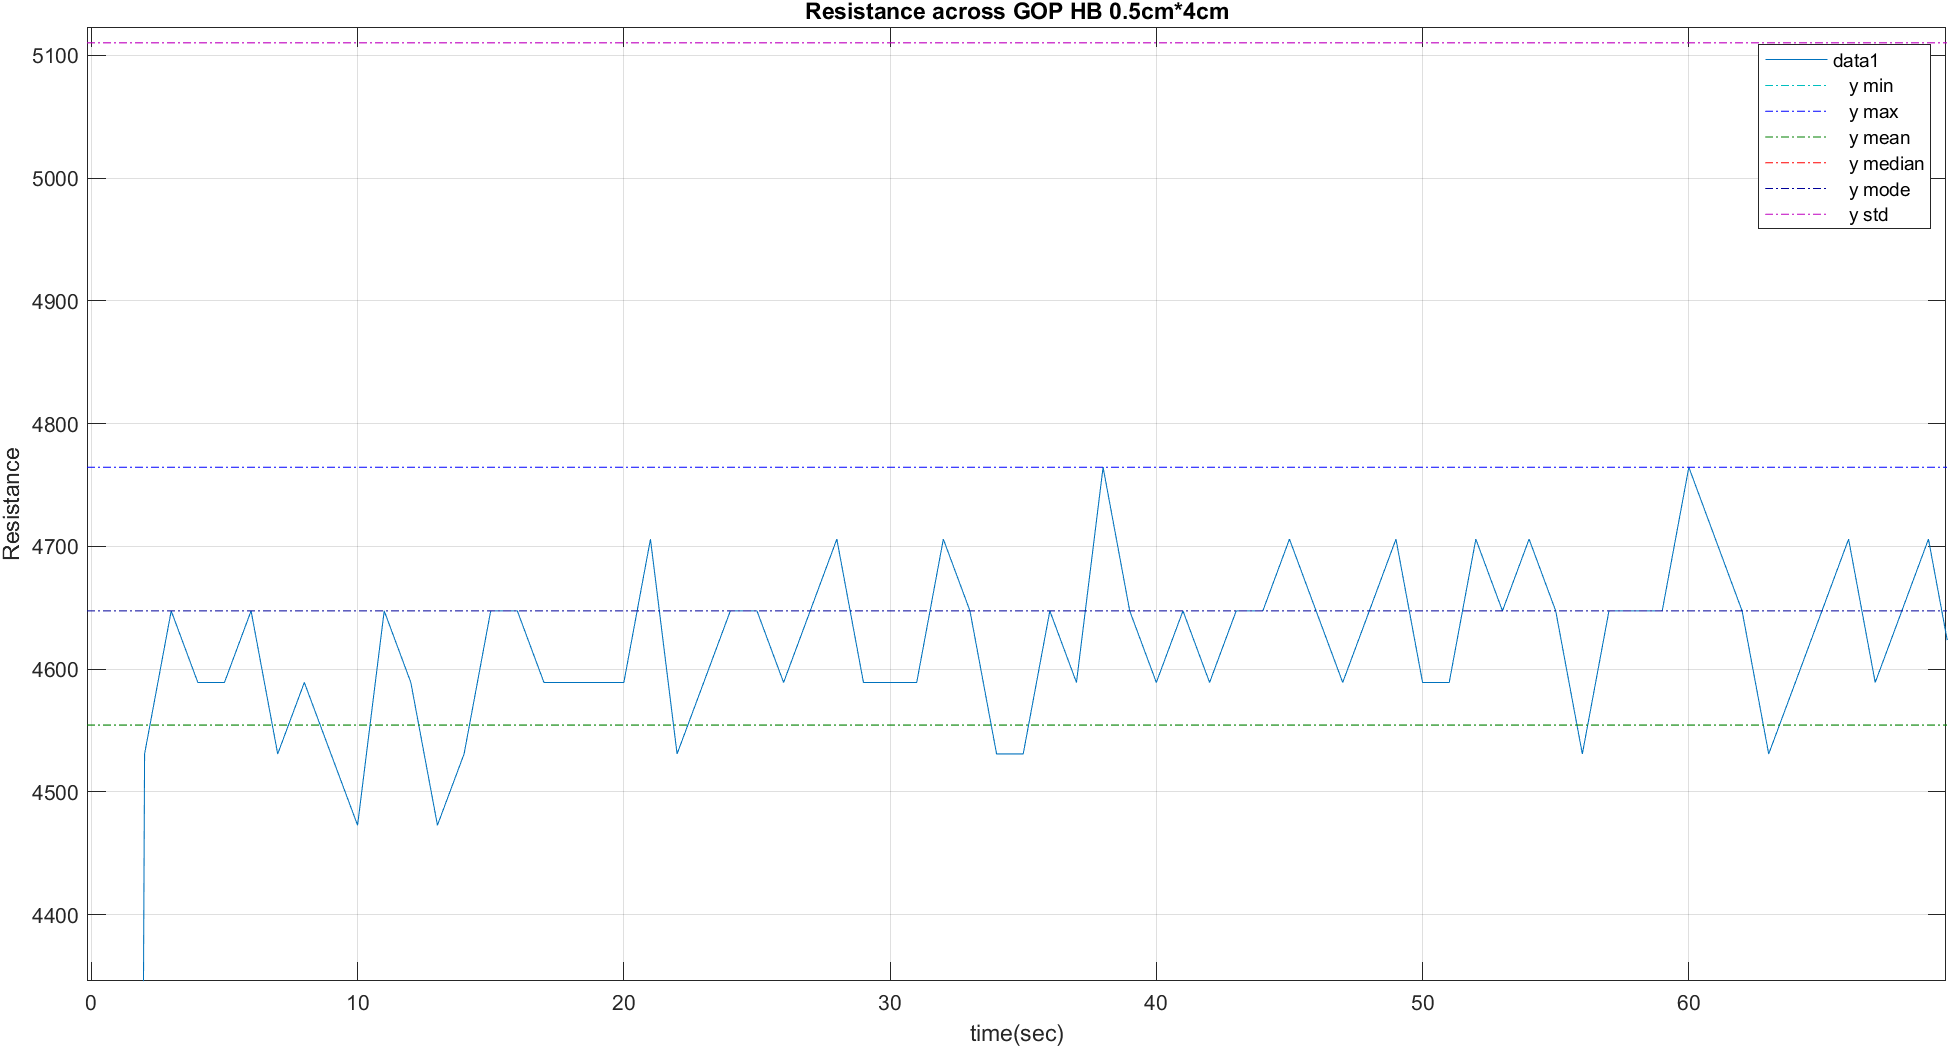 Resistance across GOP HB 0.5cm*4cm
5100
5000
4900
4800
4700
4600
4500
4400
Resistance
data1
y min
y max
y mean
y median
y mode
y std
0 10 20 30 40 50 60
time(sec)